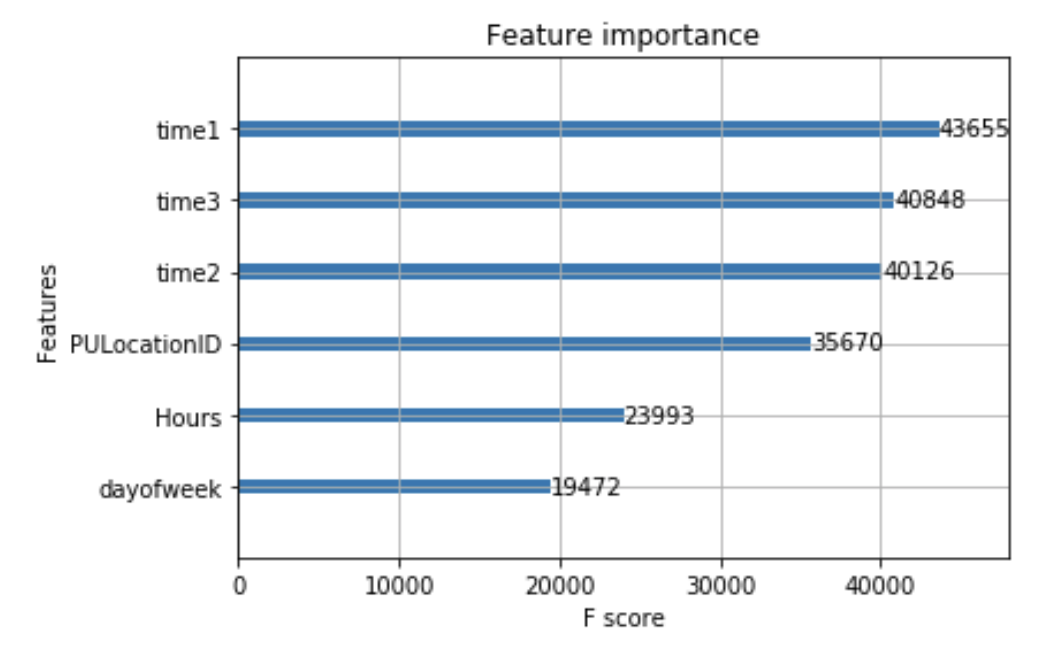 Feature importance
Features
time1
43655
time3
40848
time2
40126
PULocationID
35670
Hours
23993
dayofweek
19472
0
10000
20000
30000
40000
F score